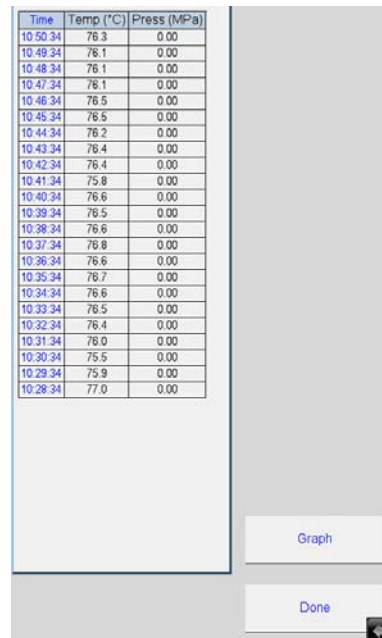 Time Temp (°C) Press (MPa)
10:50:34 76.3 0.00
10:49:34 76.1 0.00
10:48:34 76.1 0.00
10:47:34 76.1 0.00
10:46:34 76.5 0.00
10:45:34 76.5 0.00
10:44:34 76.2 0.00
10:43:34 76.4 0.00
10:42:34 76.4 0.00
10:41:34 75.8 0.00
10:40:34 76.6 0.00
10:39:34 76.5 0.00
10:38:34 76.6 0.00
10:37:34 76.8 0.00
10:36:34 76.6 0.00
10:35:34 76.7 0.00
10:34:34 76.6 0.00
10:33:34 76.5 0.00
10:32:34 76.4 0.00
10:31:34 76.0 0.00
10:30:34 75.5 0.00
10:29:34 75.9 0.00
10:28:34 77.0 0.00
Graph
Done